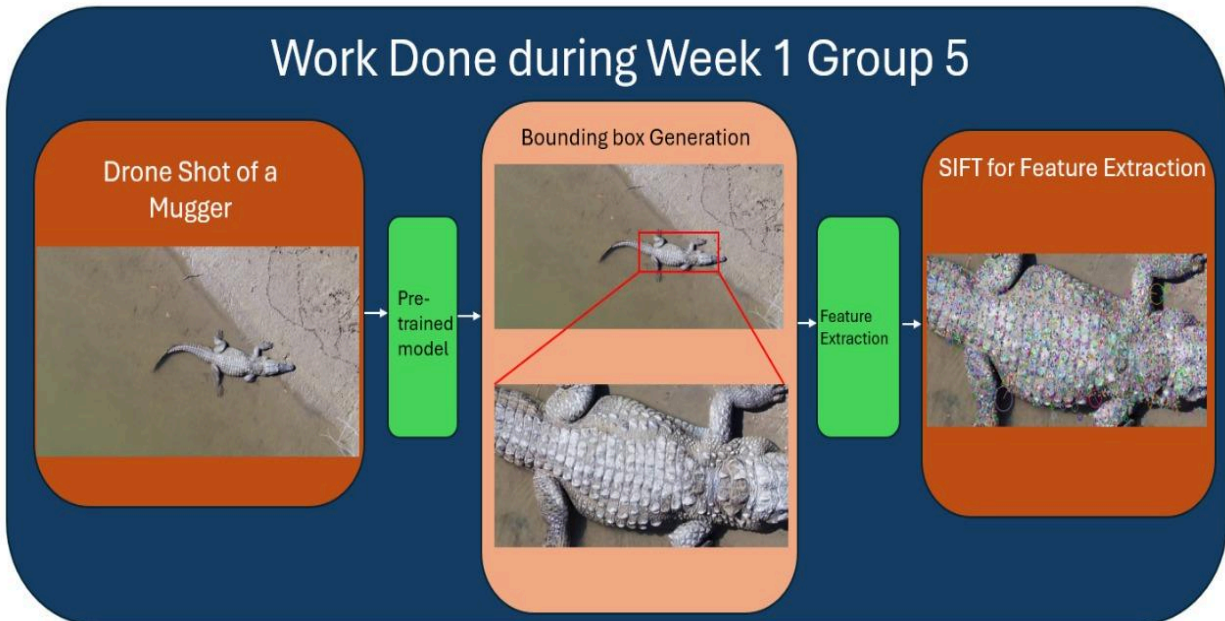 Work Done during Week 1 Group 5
Drone Shot of a
Mugger
Pre-
trained
model
Bounding box Generation
Feature
Extraction
SIFT for Feature Extraction